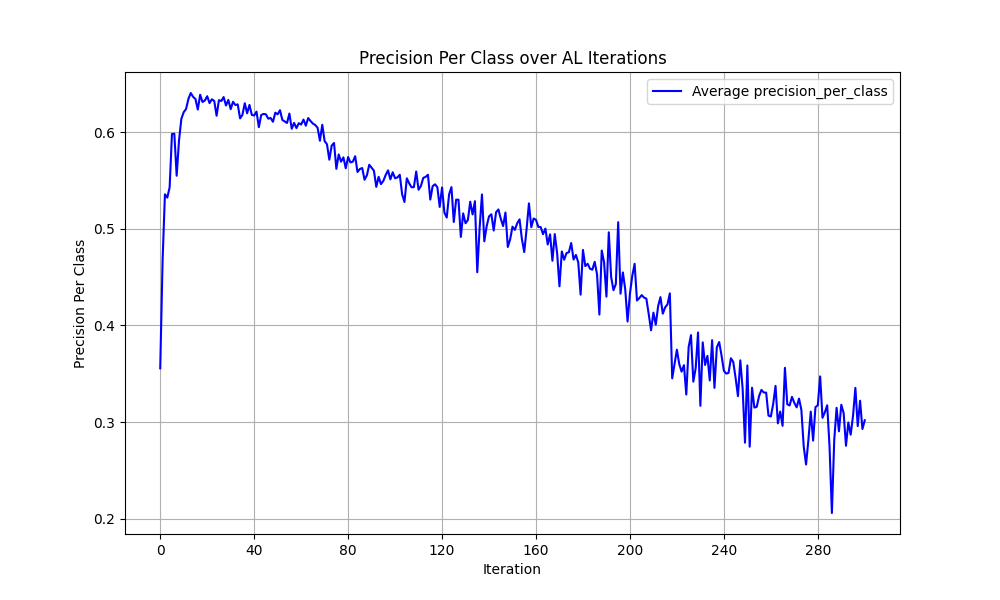 Precision Per Class over AL Iterations
Average precision_per_class
Precision Per Class
0.6
0.5
0.4
0.3
0.2
0 40 80 120 160 200 240 280
Iteration